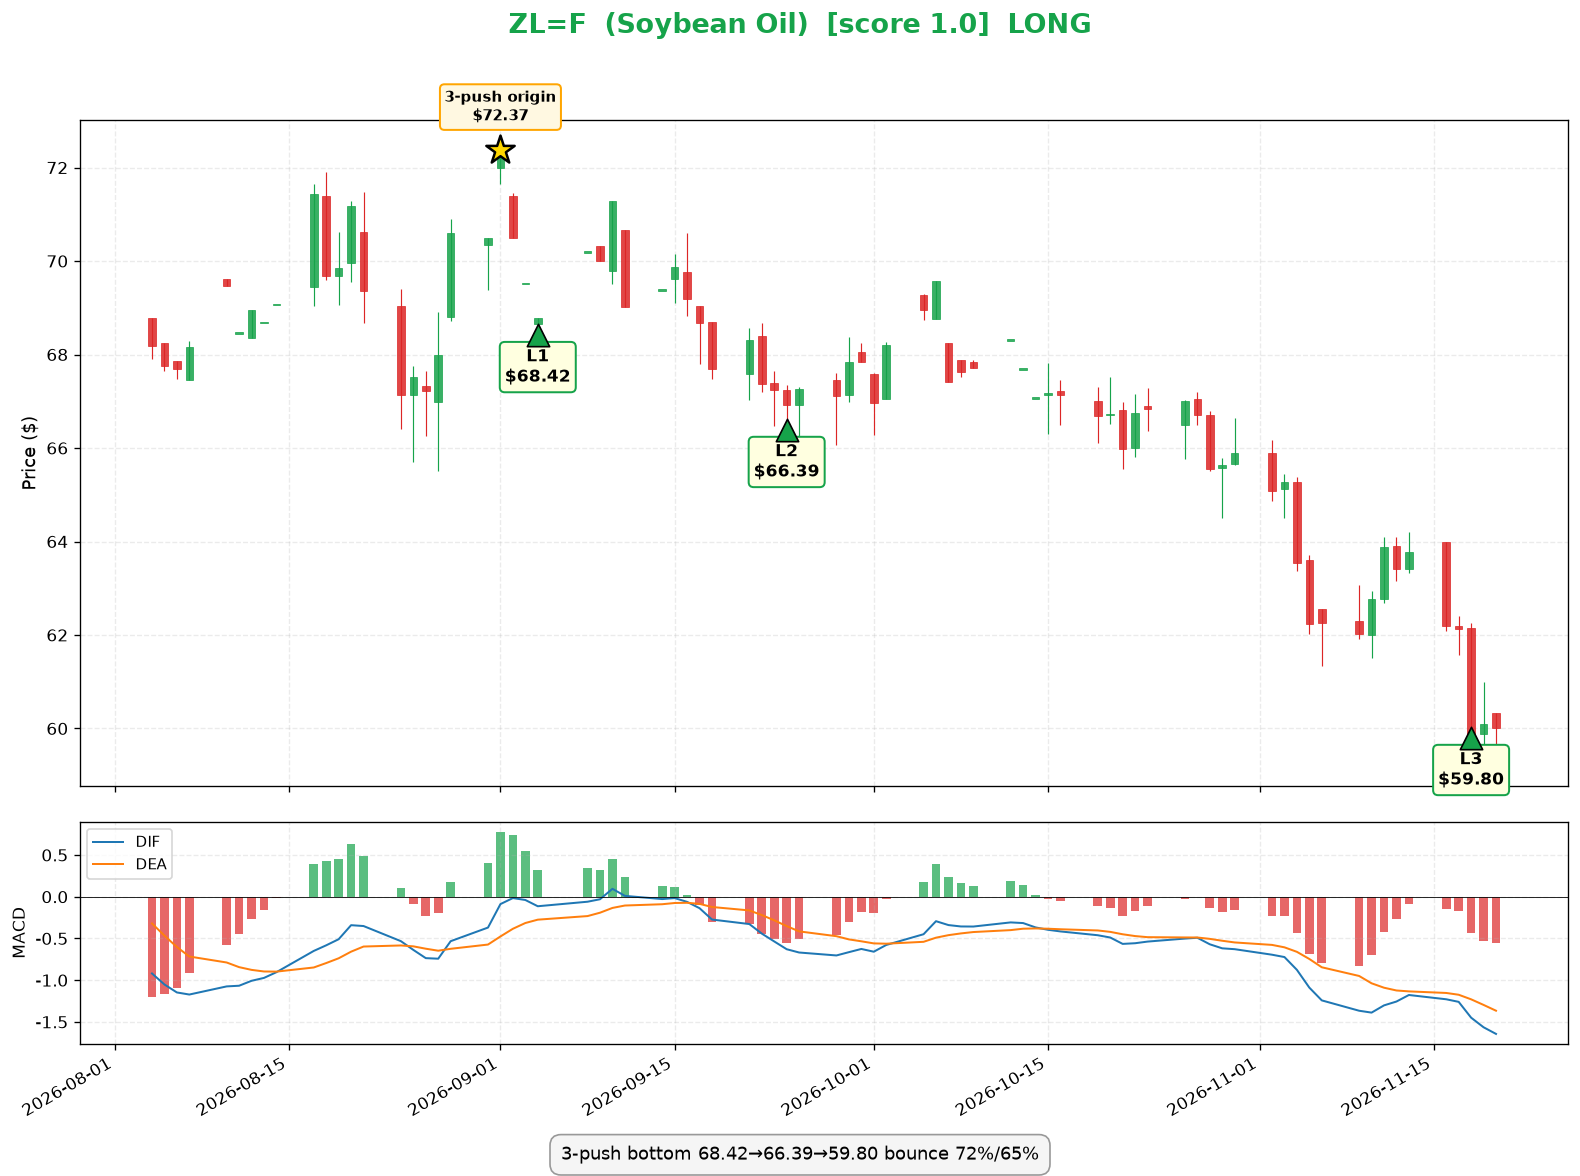 ZL=F  (Soybean Oil)  [score 1.0]  LONG
3-push origin
$72.37
72
70
68
66
64
62
60
Price ($)
L1
$68.42
L2
$66.39
L3
$59.80
DIF
DEA
0.5
0.0
-0.5
-1.0
-1.5
MACD
2026-08-01
2026-08-15
2026-09-01
2026-09-15
2026-10-01
2026-10-15
2026-11-01
2026-11-15
3-push bottom 68.42→66.39→59.80 bounce 72%/65%